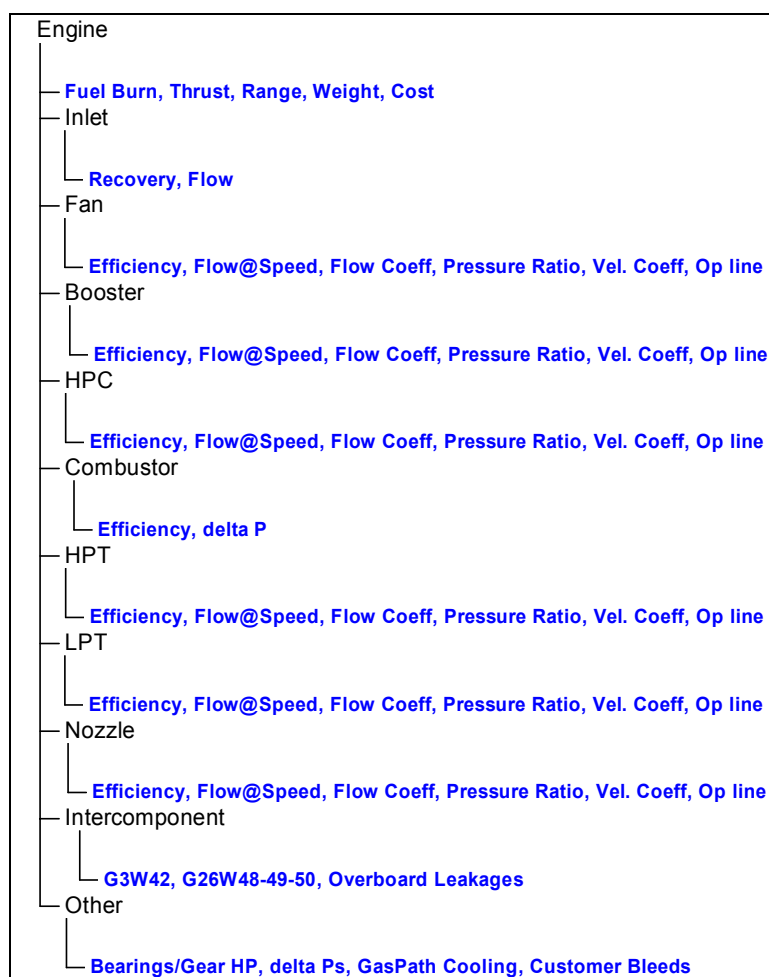 Engine
Fuel Burn, Thrust, Range, Weight, Cost
Inlet
Recovery, Flow
Fan
Efficiency, Flow@Speed, Flow Coeff, Pressure Ratio, Vel. Coeff, Op line
Booster
Efficiency, Flow@Speed, Flow Coeff, Pressure Ratio, Vel. Coeff, Op line
HPC
Efficiency, Flow@Speed, Flow Coeff, Pressure Ratio, Vel. Coeff, Op line
Combustor
Efficiency, delta P
HPT
Efficiency, Flow@Speed, Flow Coeff, Pressure Ratio, Vel. Coeff, Op line
LPT
Efficiency, Flow@Speed, Flow Coeff, Pressure Ratio, Vel. Coeff, Op line
Nozzle
Efficiency, Flow@Speed, Flow Coeff, Pressure Ratio, Vel. Coeff, Op line
Intercomponent
G3W42, G26W48-49-50, Overboard Leakages
Other
Bearings/Gear HP, delta Ps, GasPath Cooling, Customer Bleeds